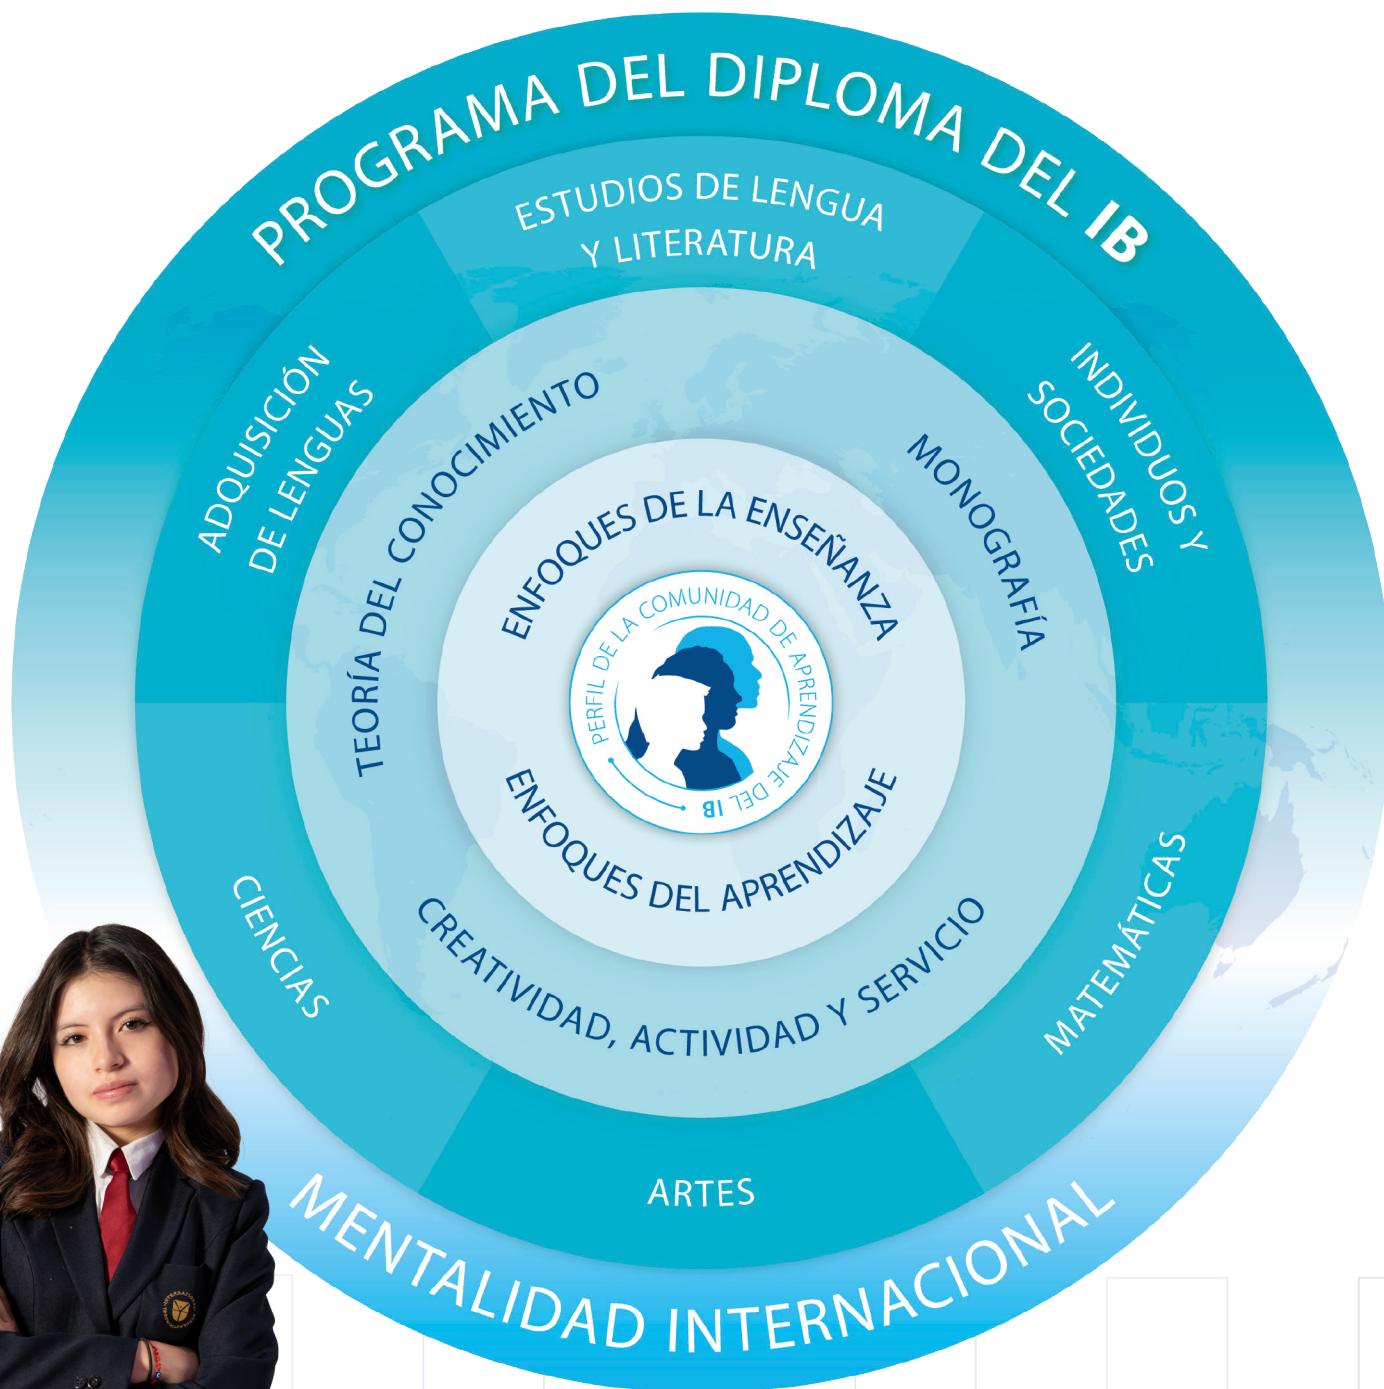 PROGRAMA DEL DIPLOMA DEL IB
ESTUDIOS DE LENGUA
Y LITERATURA
ADQUISICIÓN
DE LENGUAS
INDIVIDUOS Y
SOCIEDADES
TEORÍA DEL CONOCIMIENTO
MONOGRAFÍA
ENFOQUES DE LA ENSEÑANZA
PERFIL DE LA COMUNIDAD DE APRENDIZAJE DEL IB
ENFOQUES DEL APRENDIZAJE
CREATIVIDAD, ACTIVIDAD Y SERVICIO
CIENCIAS
MATEMÁTICAS
ARTES
MENTALIDAD INTERNACIONAL